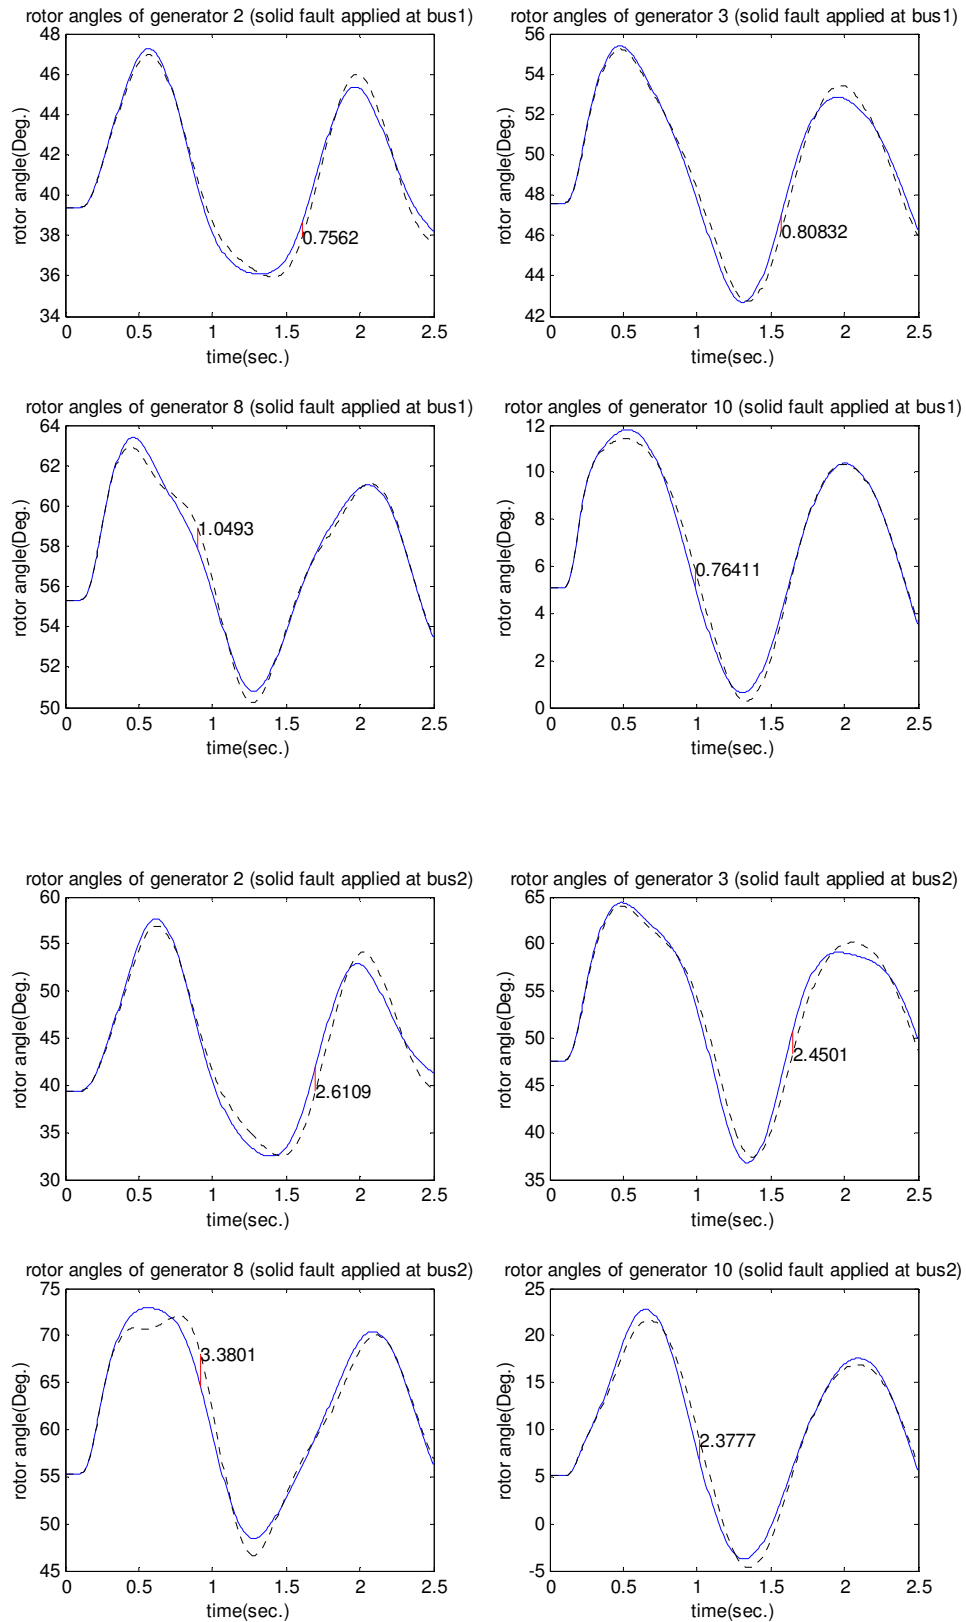 rotor angles of generator 2 (solid fault applied at bus1)
48
46
44
42
40
38
36
34
rotor angle(Deg.)
0.7562
0 0.5 1 1.5 2 2.5
time(sec.)
rotor angles of generator 3 (solid fault applied at bus1)
56
54
52
50
48
46
44
42
rotor angle(Deg.)
0.80832
0 0.5 1 1.5 2 2.5
time(sec.)
rotor angles of generator 8 (solid fault applied at bus1)
64
62
60
58
56
54
52
50
rotor angle(Deg.)
1.0493
0 0.5 1 1.5 2 2.5
time(sec.)
rotor angles of generator 10 (solid fault applied at bus1)
12
10
8
6
4
2
0
rotor angle(Deg.)
0.76411
0 0.5 1 1.5 2 2.5
time(sec.)
rotor angles of generator 2 (solid fault applied at bus2)
60
55
50
45
40
35
30
rotor angle(Deg.)
2.6109
0 0.5 1 1.5 2 2.5
time(sec.)
rotor angles of generator 3 (solid fault applied at bus2)
65
60
55
50
45
40
35
rotor angle(Deg.)
2.4501
0 0.5 1 1.5 2 2.5
time(sec.)
rotor angles of generator 8 (solid fault applied at bus2)
75
70
65
60
55
50
45
rotor angle(Deg.)
3.3801
0 0.5 1 1.5 2 2.5
time(sec.)
rotor angles of generator 10 (solid fault applied at bus2)
25
20
15
10
5
0
-5
rotor angle(Deg.)
2.3777
0 0.5 1 1.5 2 2.5
time(sec.)